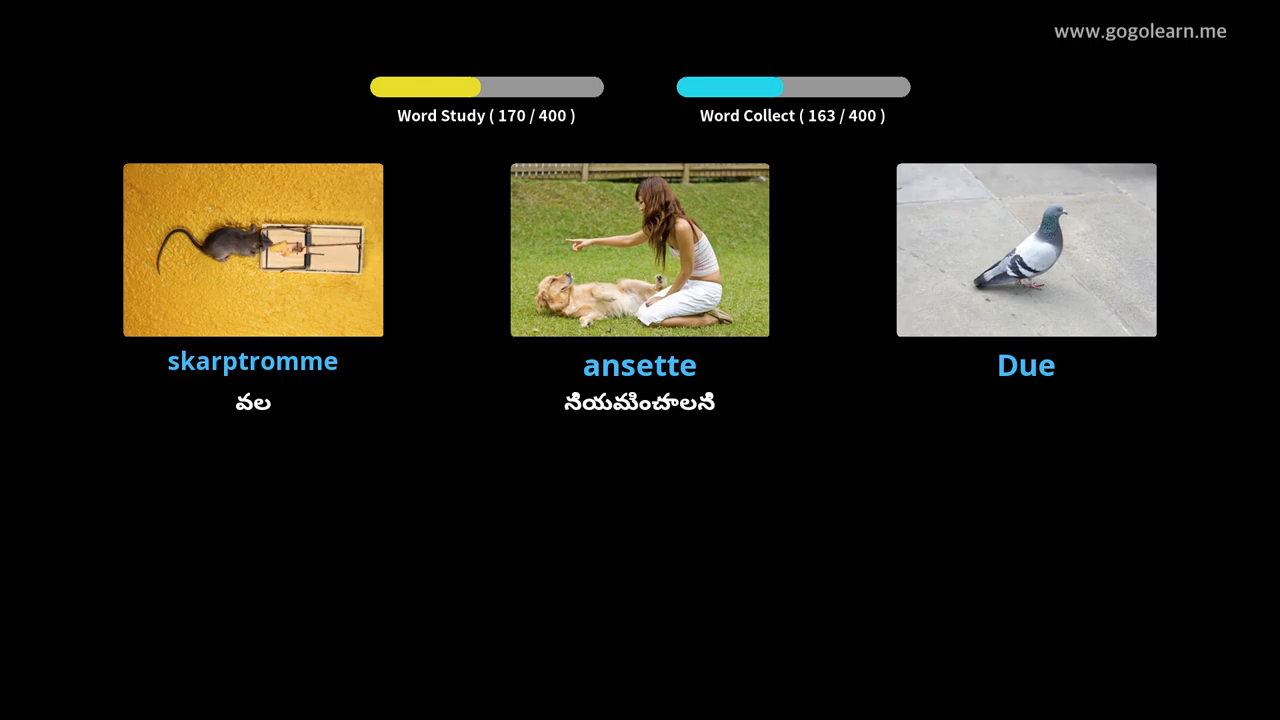 www.gogolearn.me
Word Study ( 170 / 400 )
Word Collect ( 163 / 400 )
skarptromme
ansette
Due
వల
నియమించాలని